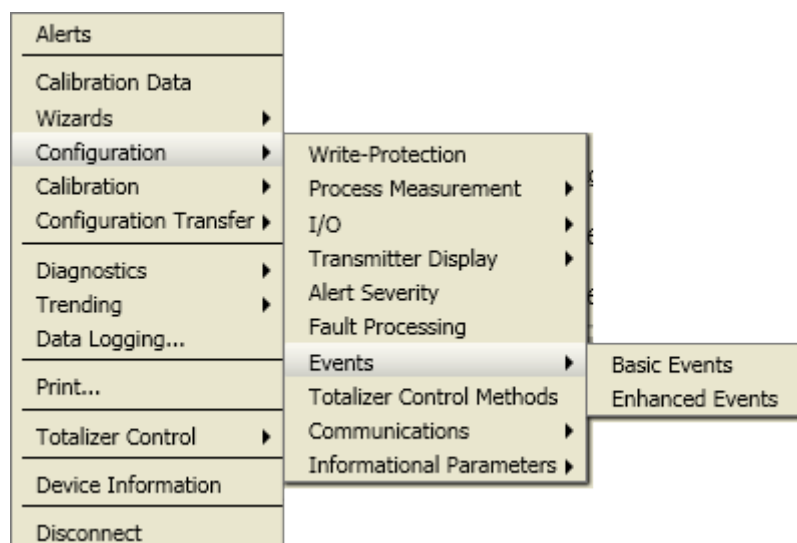 Alerts
Calibration Data
Wizards
Configuration
Calibration
Configuration Transfer
Diagnostics
Trending
Data Logging...
Print...
Totalizer Control
Device Information
Disconnect
Write-Protection
Process Measurement
I/O
Transmitter Display
Alert Severity
Fault Processing
Events
Totalizer Control Methods
Communications
Informational Parameters
Basic Events
Enhanced Events